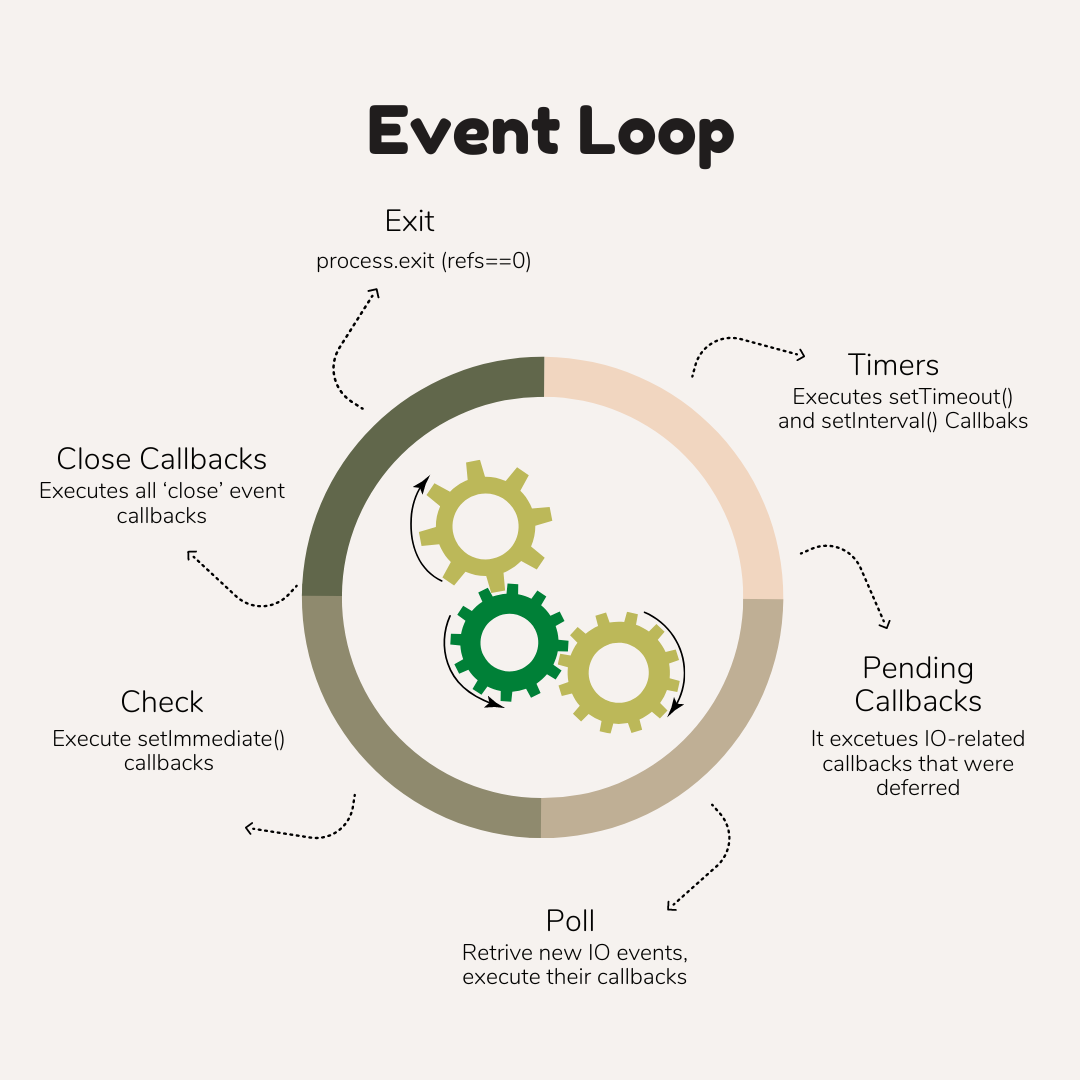 Event Loop
Exit
process.exit (refs==0)
Timers
Executes setTimeout()
and setInterval() Callbaks
Close Callbacks
Executes all ‘close’ event
callbacks
Pending
Callbacks
It excetues IO-related
callbacks that were
deferred
Check
Execute setImmediate()
callbacks
Poll
Retrive new IO events,
execute their callbacks